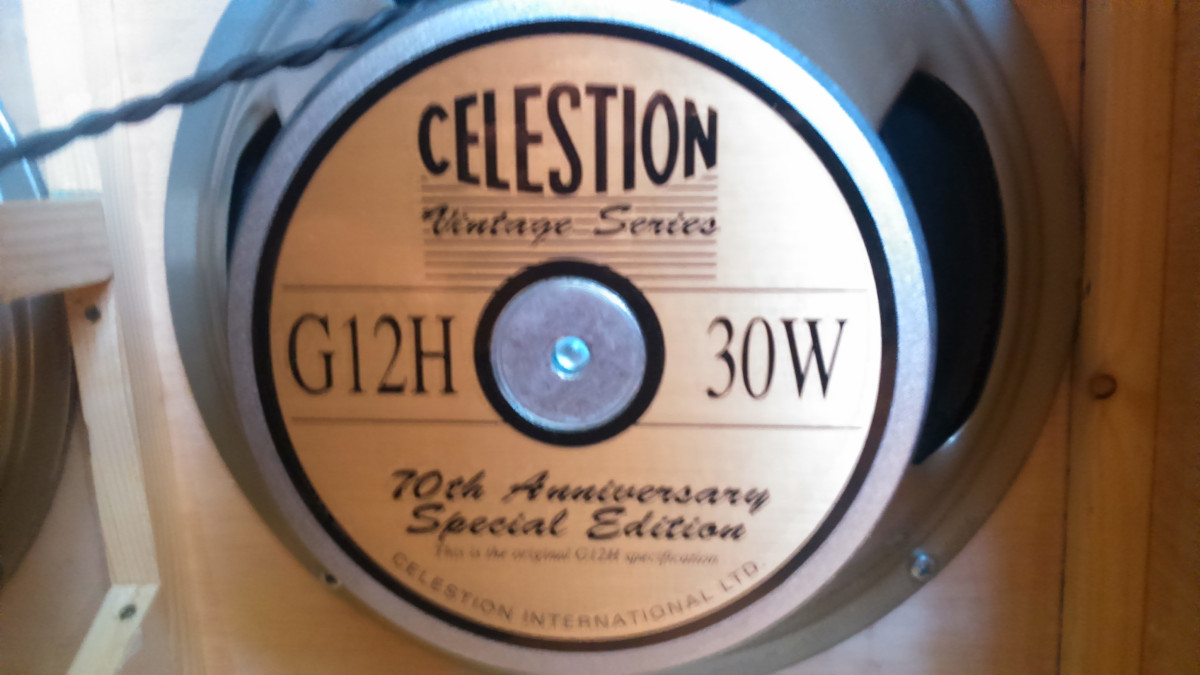 CELESTION
Vintage Series
G12H 30W
70th Anniversary
Special Edition
This is the original G12H specification.
CELESTION INTERNATIONAL LTD.